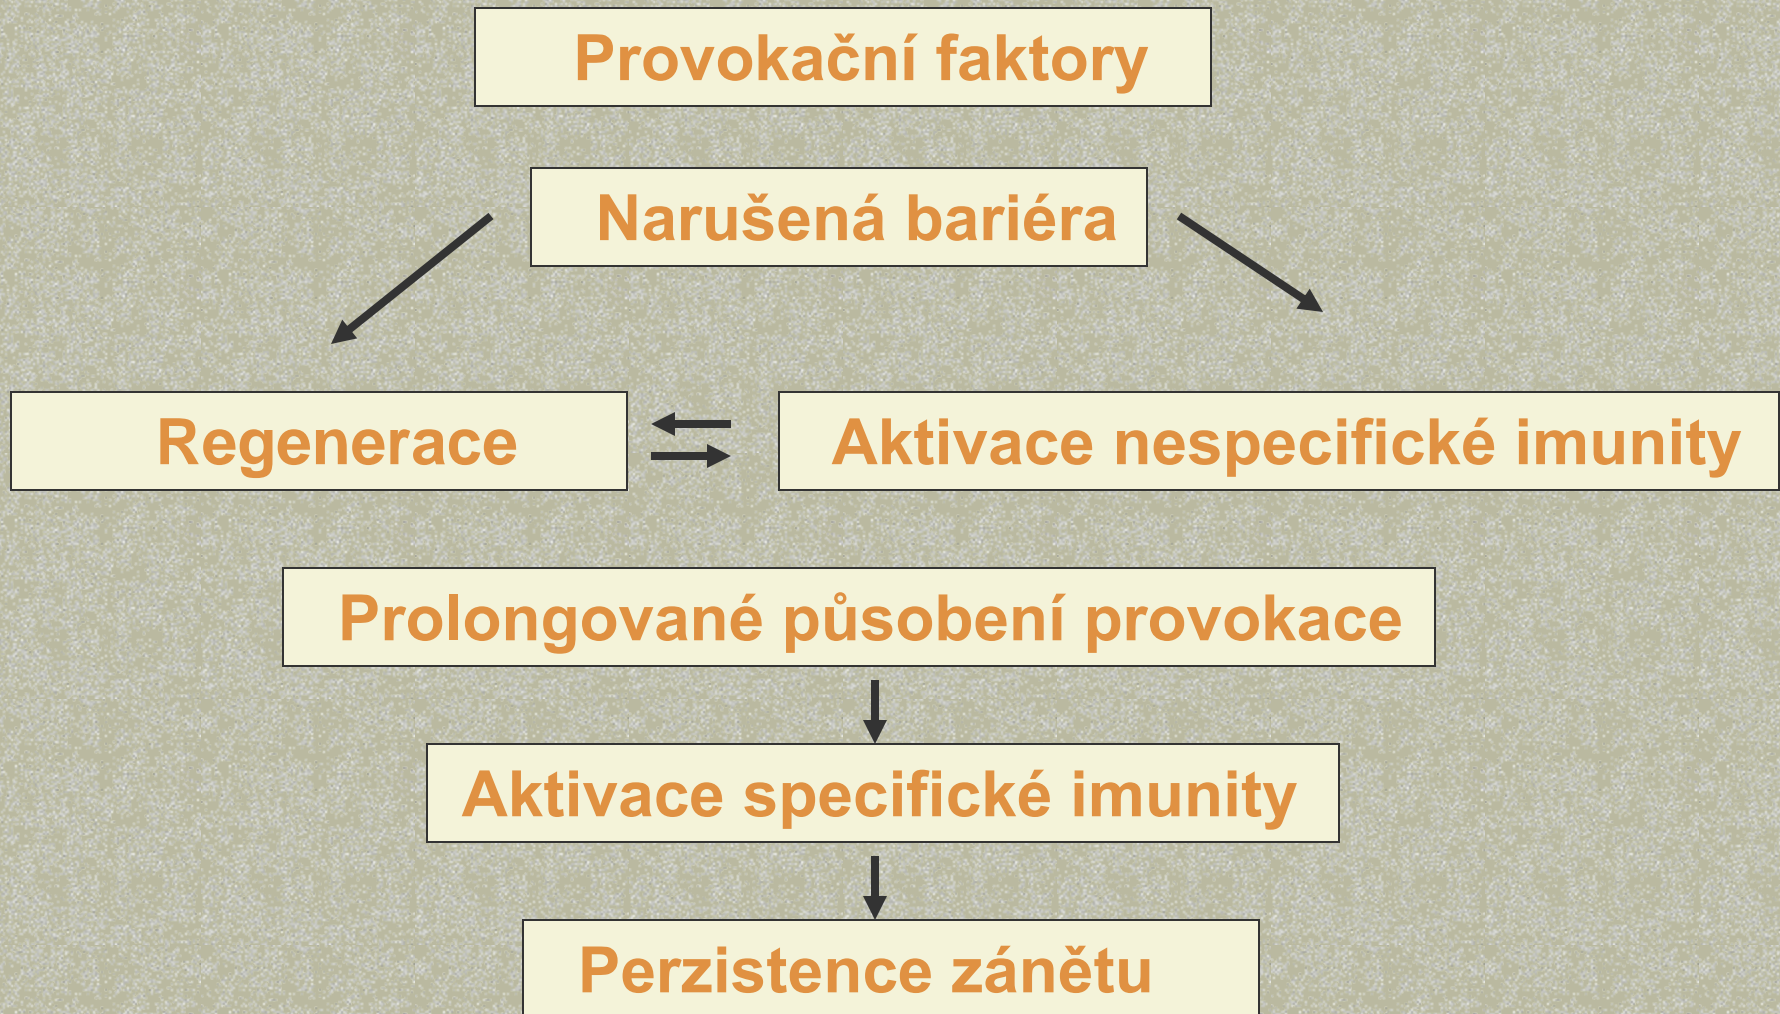 Provokační faktory
Narušená bariéra
Regenerace
Aktivace nespecifické imunity
Prolongované působení provokace
Aktivace specifické imunity
Perzistence zánětu